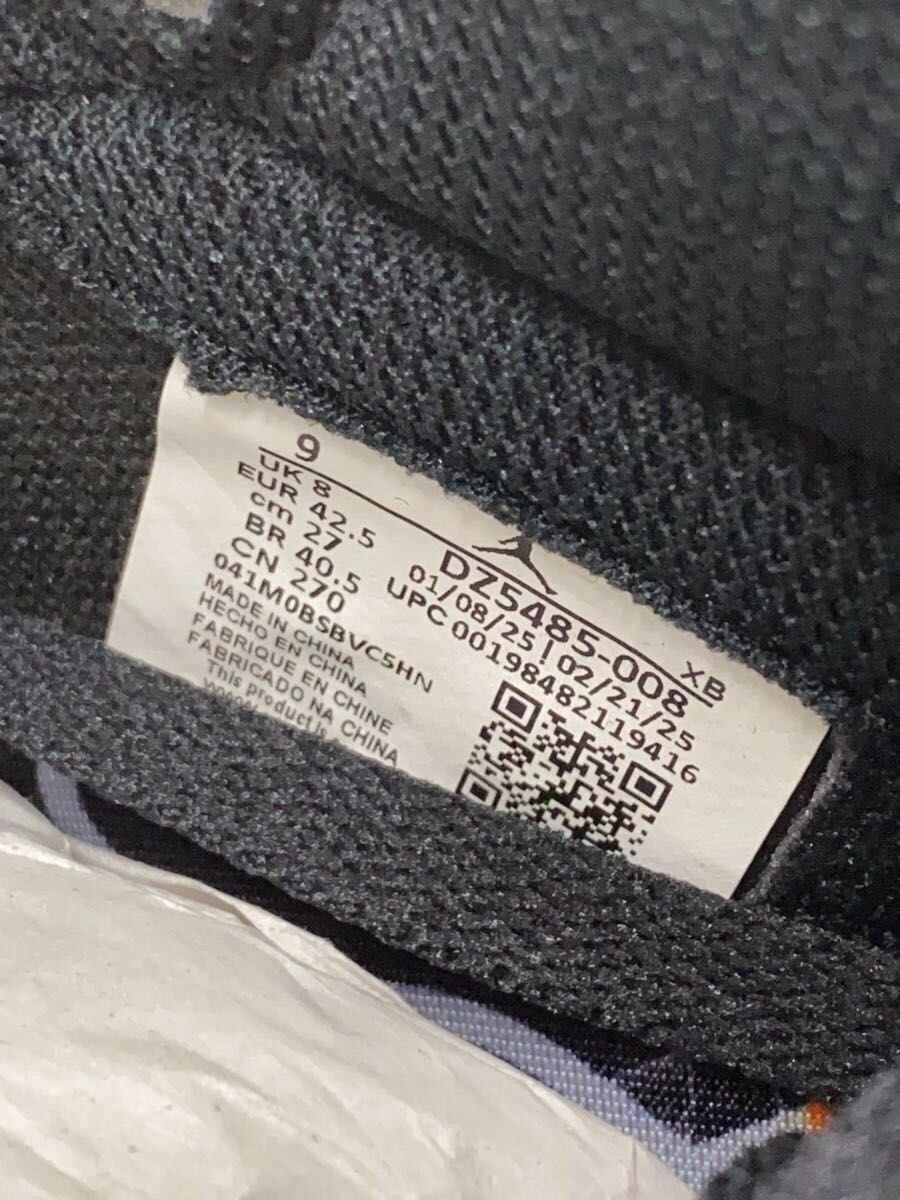 9
UK 8
EUR 42.5
cm 27
BR 40.5
CN 270
041M0BSBVC5HN
MADE IN CHINA
HECHO EN CHINA
FABRIQUE EN CHINE
FABRICADO NA CHINA
This product is
XB
DZ5485-008
01/08/25 | 02/21/25
UPC 00198482119416